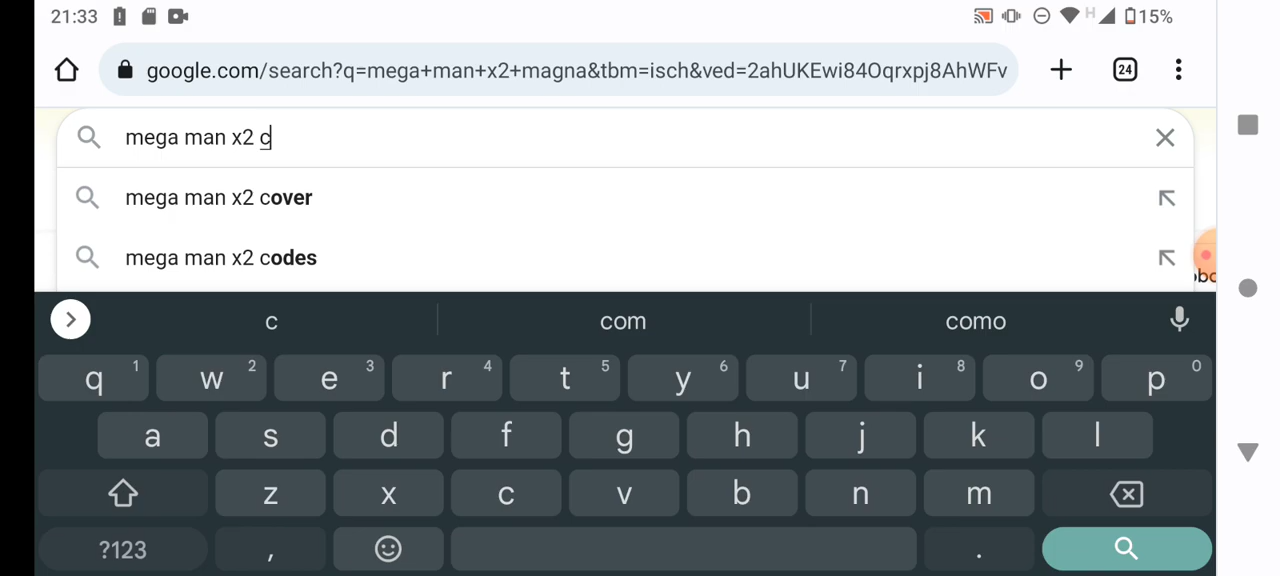 21:33 H 15%
google.com/search?q=mega+man+x2+magna&tbm=isch&ved=2ahUKEwi84Oqrxpj8AhWFv 24
mega man x2 c
mega man x2 cover
mega man x2 codes
c com como
q 1 w 2 e 3 r 4 t 5 y 6 u 7 i 8 o 9 p 0
a s d f g h j k l
z x c v b n m
?123 , .